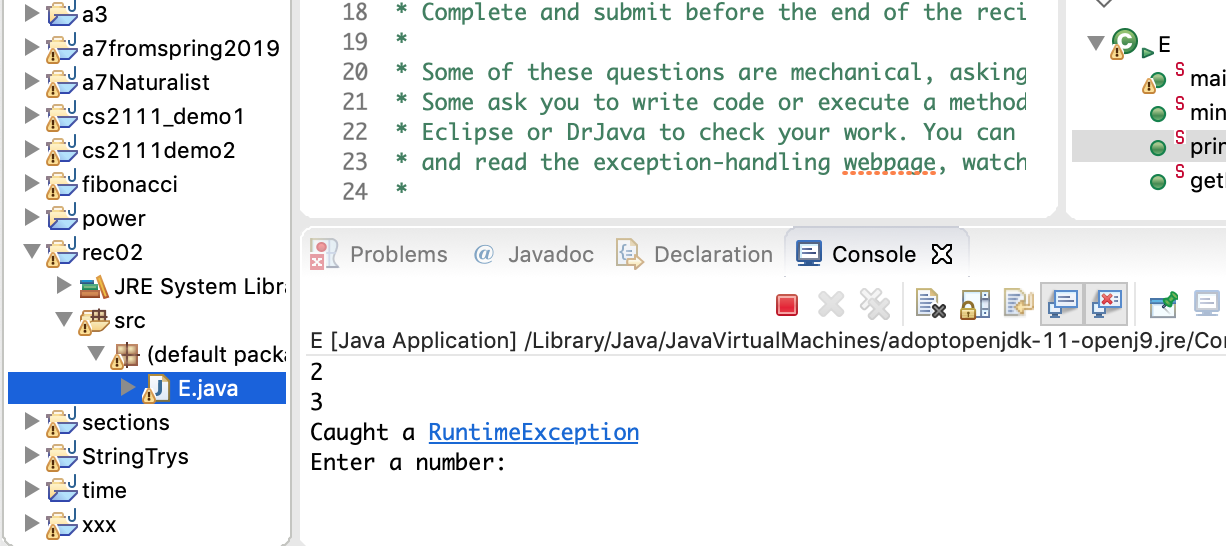 a3
a7fromspring2019
a7Naturalist
cs2111_demo1
cs2111demo2
fibonacci
power
rec02
JRE System Libra
src
(default packa
E.java
sections
StringTrys
time
xxx
18 * Complete and submit before the end of the reci
19 *
20 * Some of these questions are mechanical, asking
21 * Some ask you to write code or execute a method
22 * Eclipse or DrJava to check your work. You can
23 * and read the exception-handling webpage, watch
24 *
E
S mai
S min
S prin
S get
Problems @ Javadoc Declaration Console
E [Java Application] /Library/Java/JavaVirtualMachines/adoptopenjdk-11-openj9.jre/Con
2
3
Caught a RuntimeException
Enter a number: